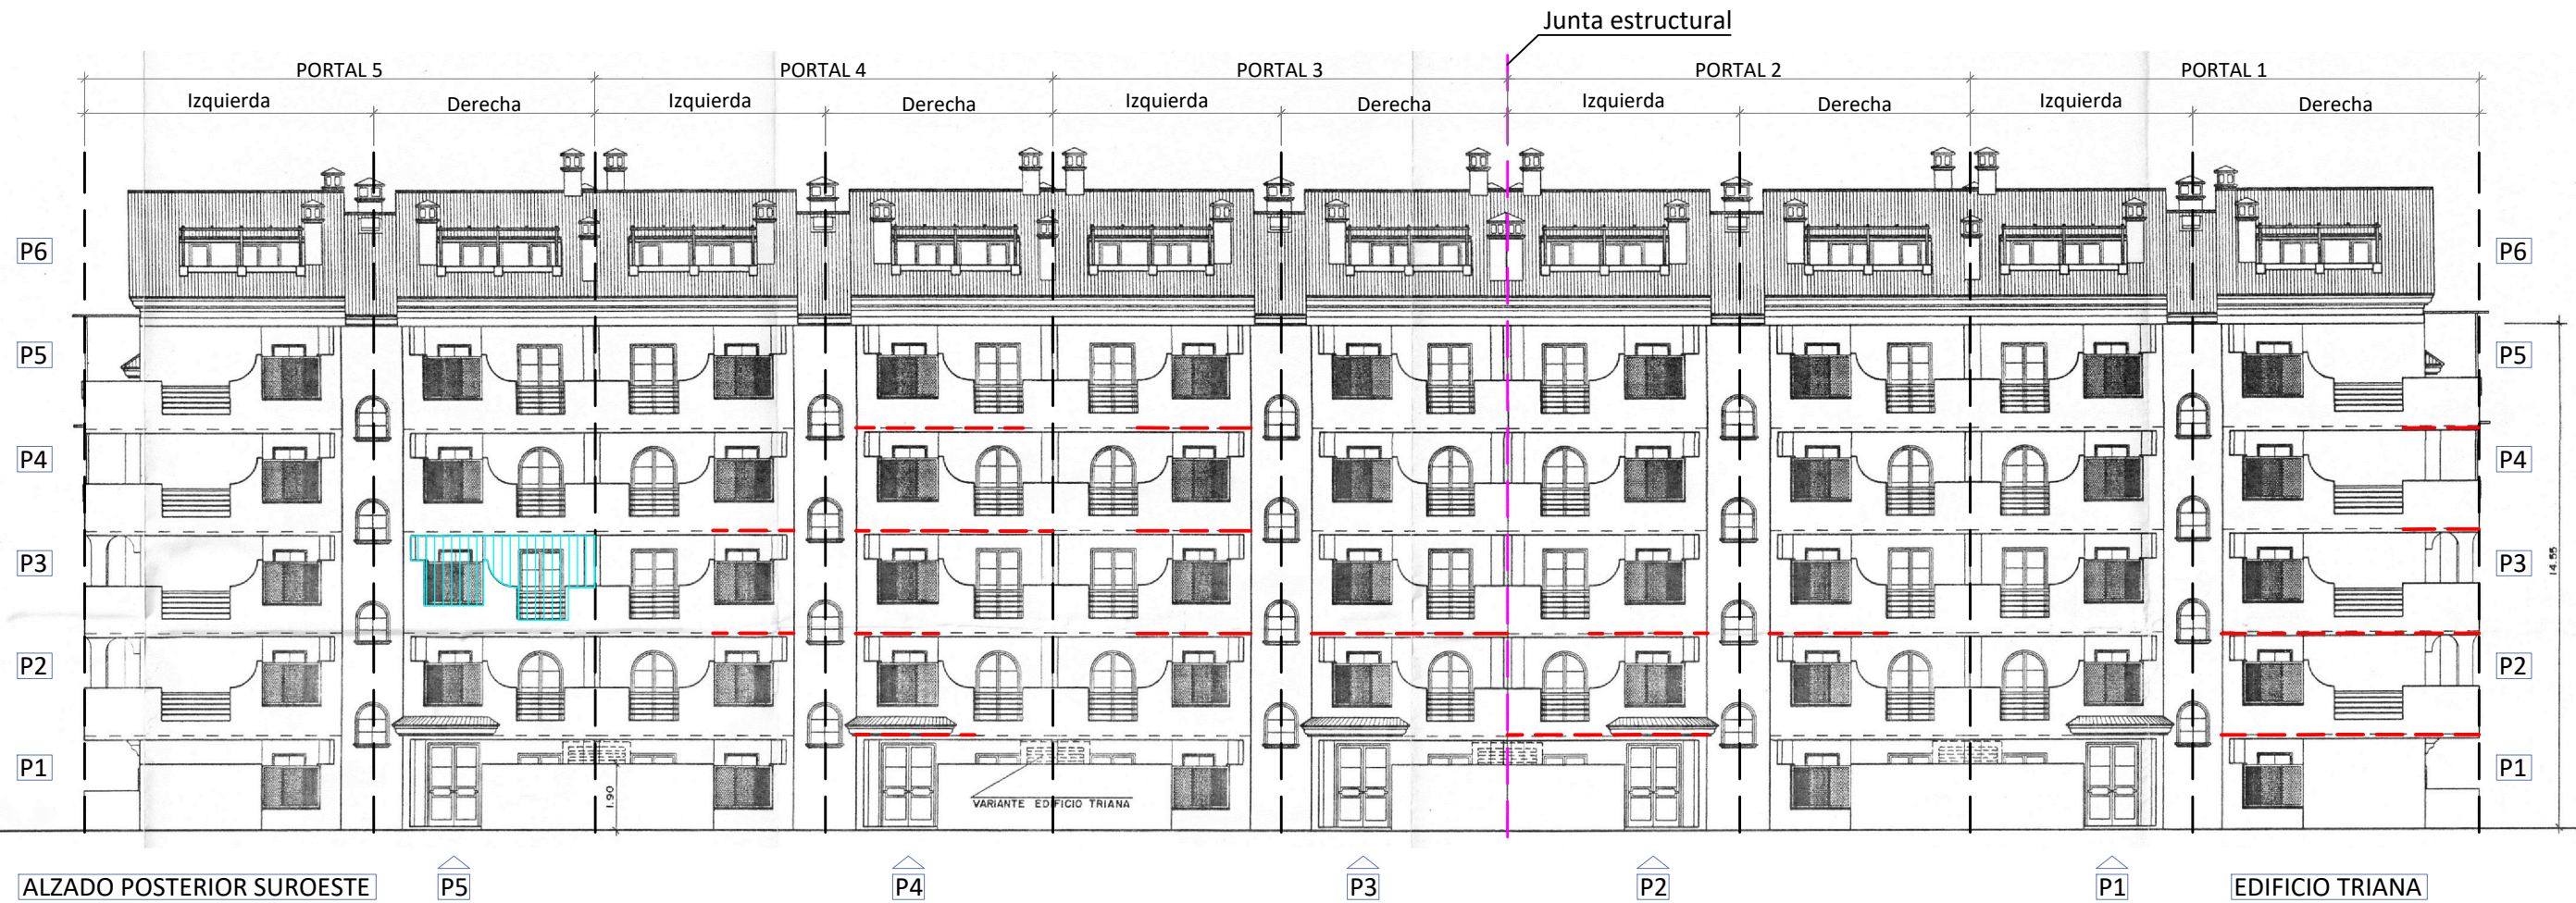 Junta estructural
PORTAL 5 PORTAL 4 PORTAL 3 PORTAL 2 PORTAL 1
Izquierda Derecha Izquierda Derecha Izquierda Derecha Izquierda Derecha Izquierda Derecha
P6 P6
P5 P5
P4 P4
P3 P3
14.55
P2 P2
P1 P1
1.90
VARIANTE EDIFICIO TRIANA
ALZADO POSTERIOR SUROESTE P5 P4 P3 P2 P1 EDIFICIO TRIANA